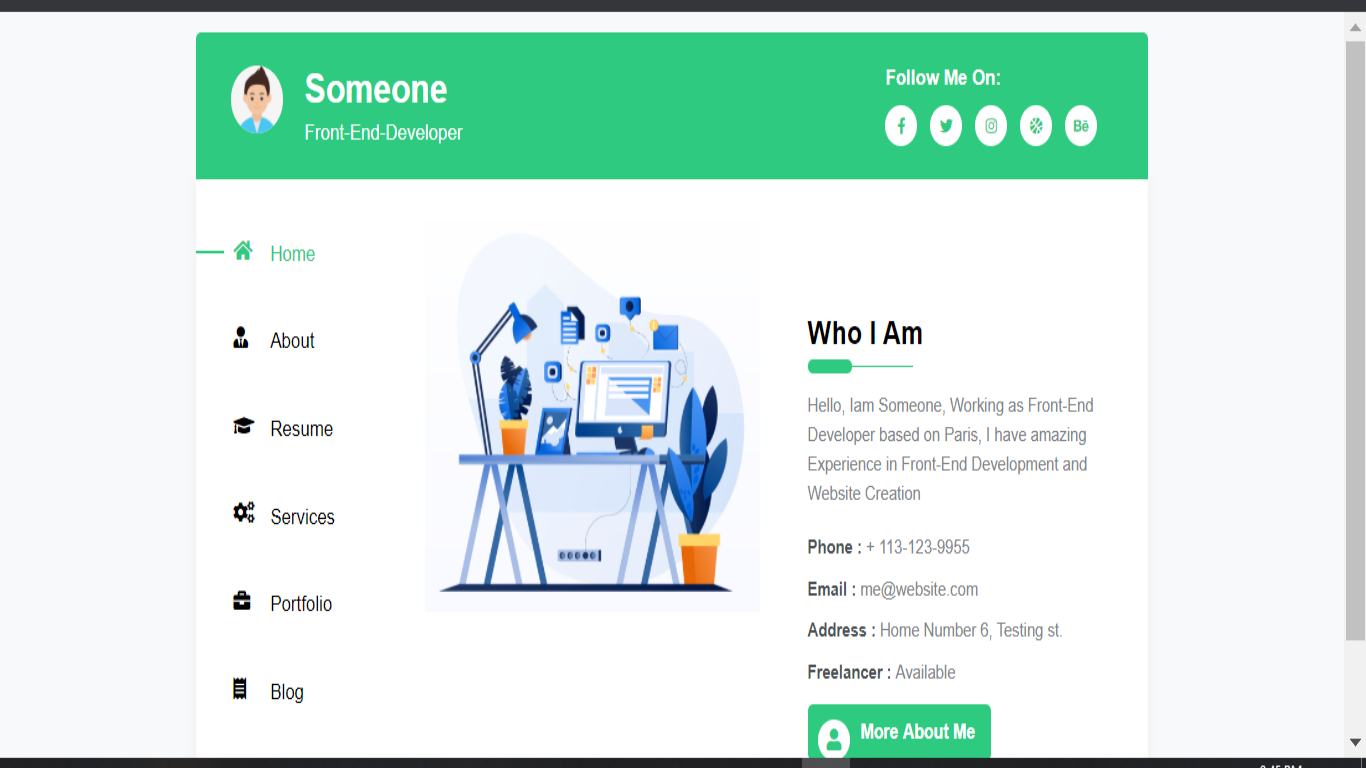 Someone
Front-End-Developer
Follow Me On:
Bē
Home
About
Resume
Services
Portfolio
Blog
Who I Am
Hello, Iam Someone, Working as Front-End
Developer based on Paris, I have amazing
Experience in Front-End Development and
Website Creation
Phone : + 113-123-9955
Email : me@website.com
Address : Home Number 6, Testing st.
Freelancer : Available
More About Me